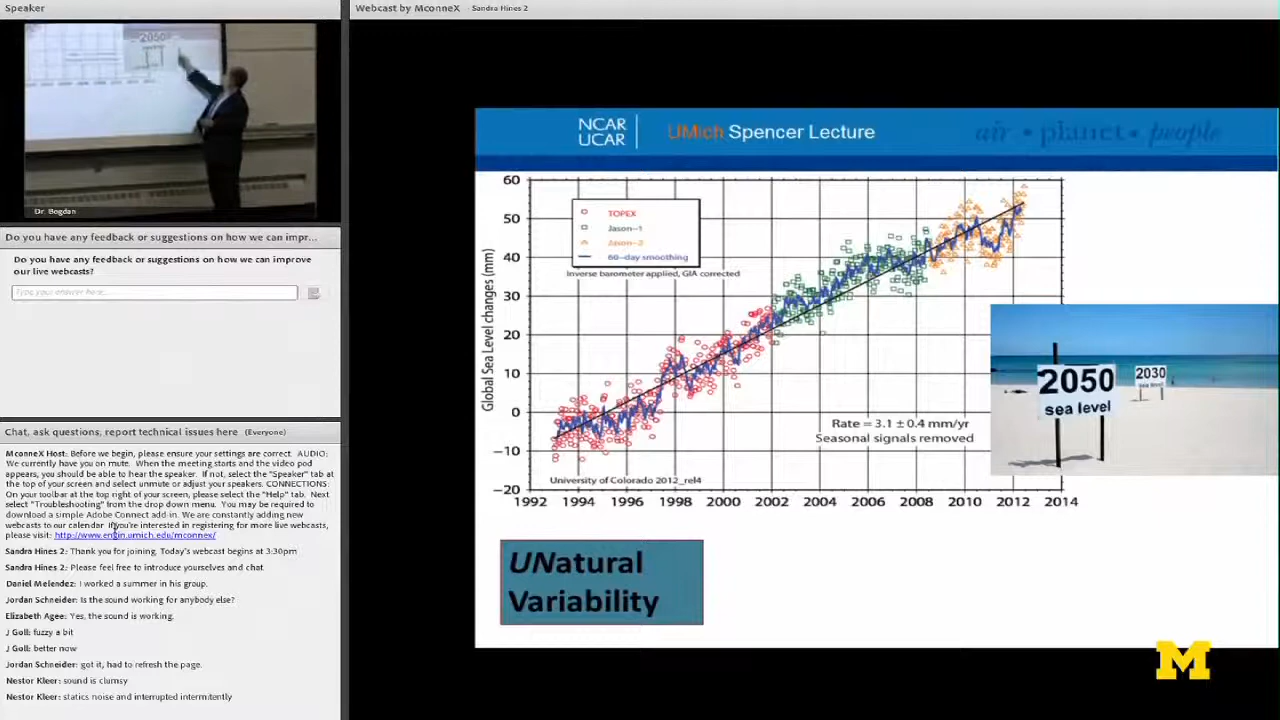 Speaker
2050
Dr. Bogdan
Do you have any feedback or suggestions on how we can impr...
Do you have any feedback or suggestions on how we can improve
our live webcasts?
Type your answer here...
Chat, ask questions, report technical issues here (Everyone)
MconneX Host: Before we begin, please ensure your settings are correct. AUDIO:
We currently have you on mute. When the meeting starts and the video pod
appears, you should be able to hear the speaker. If not, select the "Speaker" tab at
the top of your screen and select unmute or adjust your speakers. CONNECTIONS:
On your toolbar at the top right of your screen, please select the "Help" tab. Next
select "Troubleshooting" from the drop down menu. You may be required to
download a simple Adobe Connect add-in. We are constantly adding new
webcasts to our calendar. If you're interested in registering for more live webcasts,
please visit: http://www.engin.umich.edu/mconnex/
Sandra Hines 2: Thank you for joining. Today's webcast begins at 3:30pm
Sandra Hines 2: Please feel free to introduce yourselves and chat.
Daniel Melendez: I worked a summer in his group.
Jordan Schneider: Is the sound working for anybody else?
Elizabeth Agee: Yes, the sound is working.
J Goll: fuzzy a bit
J Goll: better now
Jordan Schneider: got it, had to refresh the page.
Nestor Kleer: sound is clumsy
Nestor Kleer: statics noise and interrupted intermitently
Webcast by MconneX Sandra Hines 2
NCAR
UCAR
UMich Spencer Lecture
air • planet • people
Global Sea Level changes (mm)
60
50
40
30
20
10
0
−10
−20
TOPEX
Jason-1
Jason-2
60-day smoothing
Inverse barometer applied, GIA corrected
Rate = 3.1 ± 0.4 mm/yr
Seasonal signals removed
University of Colorado 2012_rel4
1992 1994 1996 1998 2000 2002 2004 2006 2008 2010 2012 2014
2050
sea level
2030
sea level
UNatural
Variability
M